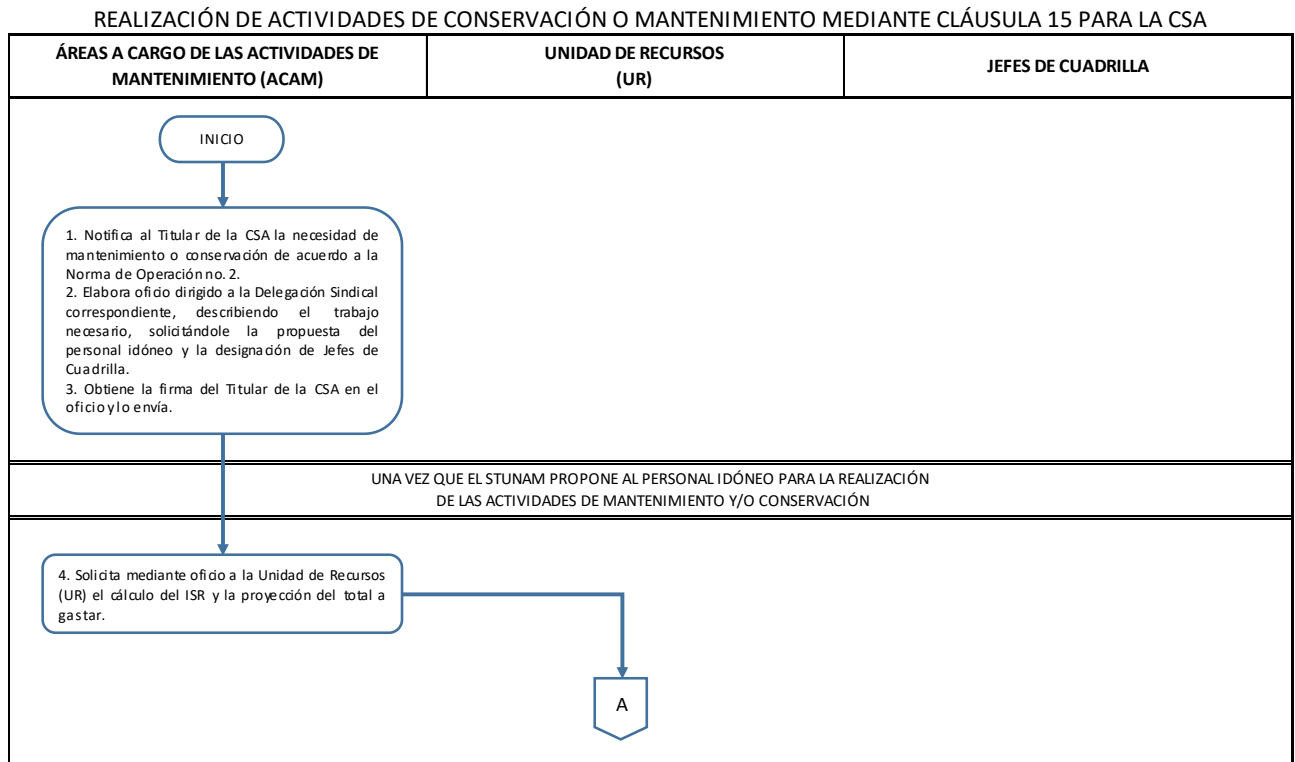 REALIZACIÓN DE ACTIVIDADES DE CONSERVACIÓN O MANTENIMIENTO MEDIANTE CLÁUSULA 15 PARA LA CSA
ÁREAS A CARGO DE LAS ACTIVIDADES DE
MANTENIMIENTO (ACAM)
UNIDAD DE RECURSOS
(UR)
JEFES DE CUADRILLA
INICIO
1. Notifica al Titular de la CSA la necesidad de
mantenimiento o conservación de acuerdo a la
Norma de Operación no. 2.
2. Elabora oficio dirigido a la Delegación Sindical
correspondiente, describiendo el trabajo
necesario, solicitándole la propuesta del
personal idóneo y la designación de Jefes de
Cuadrilla.
3. Obtiene la firma del Titular de la CSA en el
oficio y lo envía.
UNA VEZ QUE EL STUNAM PROPONE AL PERSONAL IDÓNEO PARA LA REALIZACIÓN
DE LAS ACTIVIDADES DE MANTENIMIENTO Y/O CONSERVACIÓN
4. Solicita mediante oficio a la Unidad de Recursos
(UR) el cálculo del ISR y la proyección del total a
gastar.
A